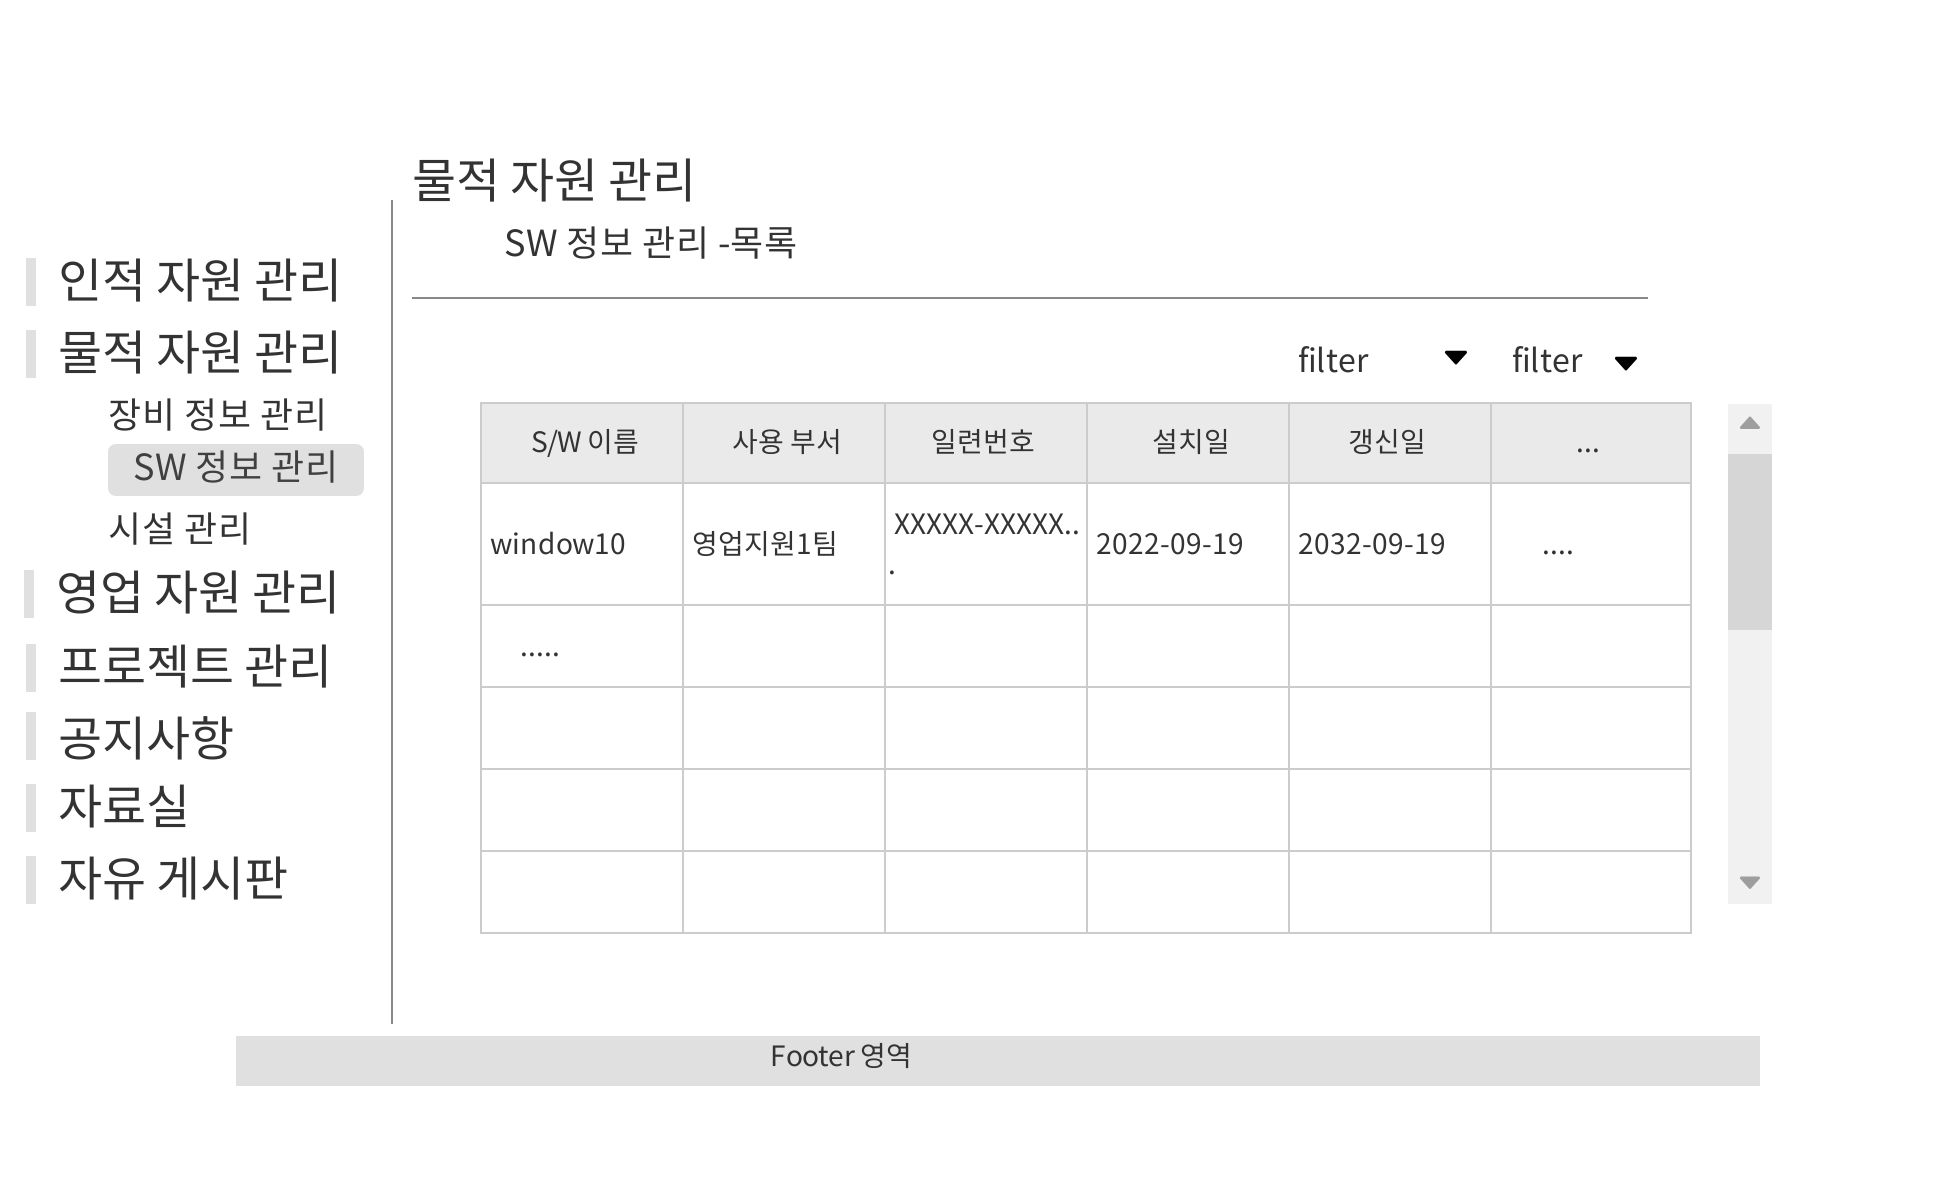 물적 자원 관리
SW 정보 관리 -목록
인적 자원 관리
물적 자원 관리
장비 정보 관리
SW 정보 관리
시설 관리
영업 자원 관리
프로젝트 관리
공지사항
자료실
자유 게시판
filter filter
S/W 이름 사용 부서 일련번호 설치일 갱신일 ...
window10 영업지원1팀 XXXXX-XXXXX... 2022-09-19 2032-09-19 ....
.....
Footer 영역